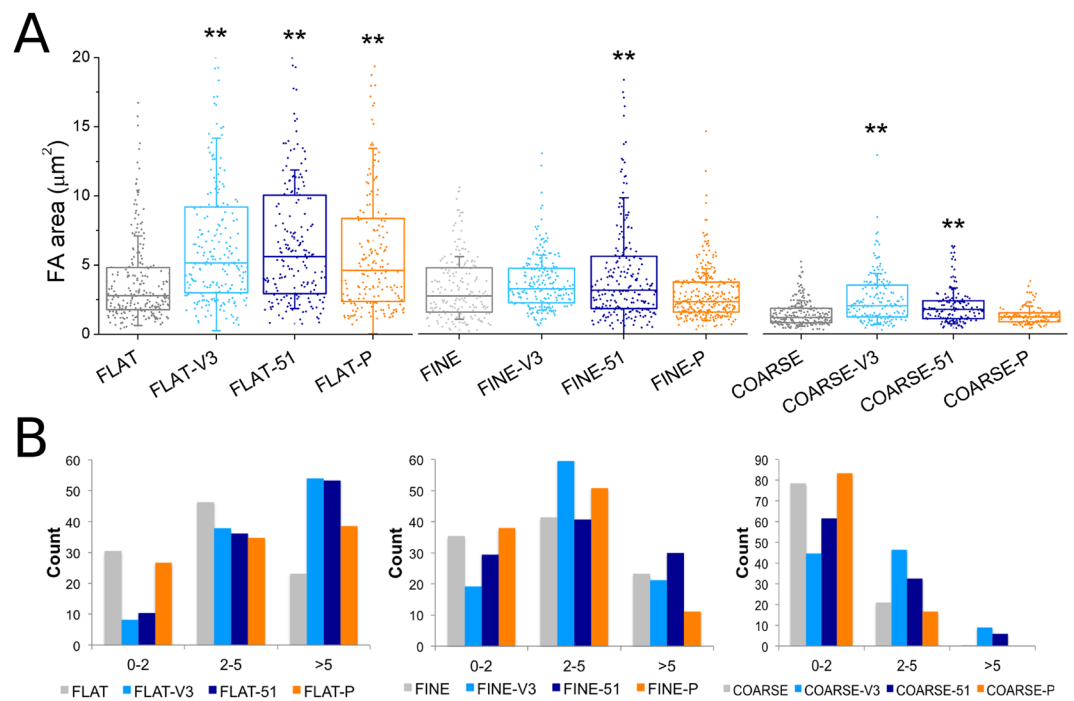 A
** ** ** ** ** **
FA area (μm²)
20
15
10
5
0
FLAT FLAT-V3 FLAT-51 FLAT-P FINE FINE-V3 FINE-51 FINE-P COARSE COARSE-V3 COARSE-51 COARSE-P
B
Count
60
50
40
30
20
10
0
0-2 2-5 >5
FLAT FLAT-V3 FLAT-51 FLAT-P
Count
60
50
40
30
20
10
0
0-2 2-5 >5
FINE FINE-V3 FINE-51 FINE-P
Count
90
80
70
60
50
40
30
20
10
0
0-2 2-5 >5
COARSE COARSE-V3 COARSE-51 COARSE-P